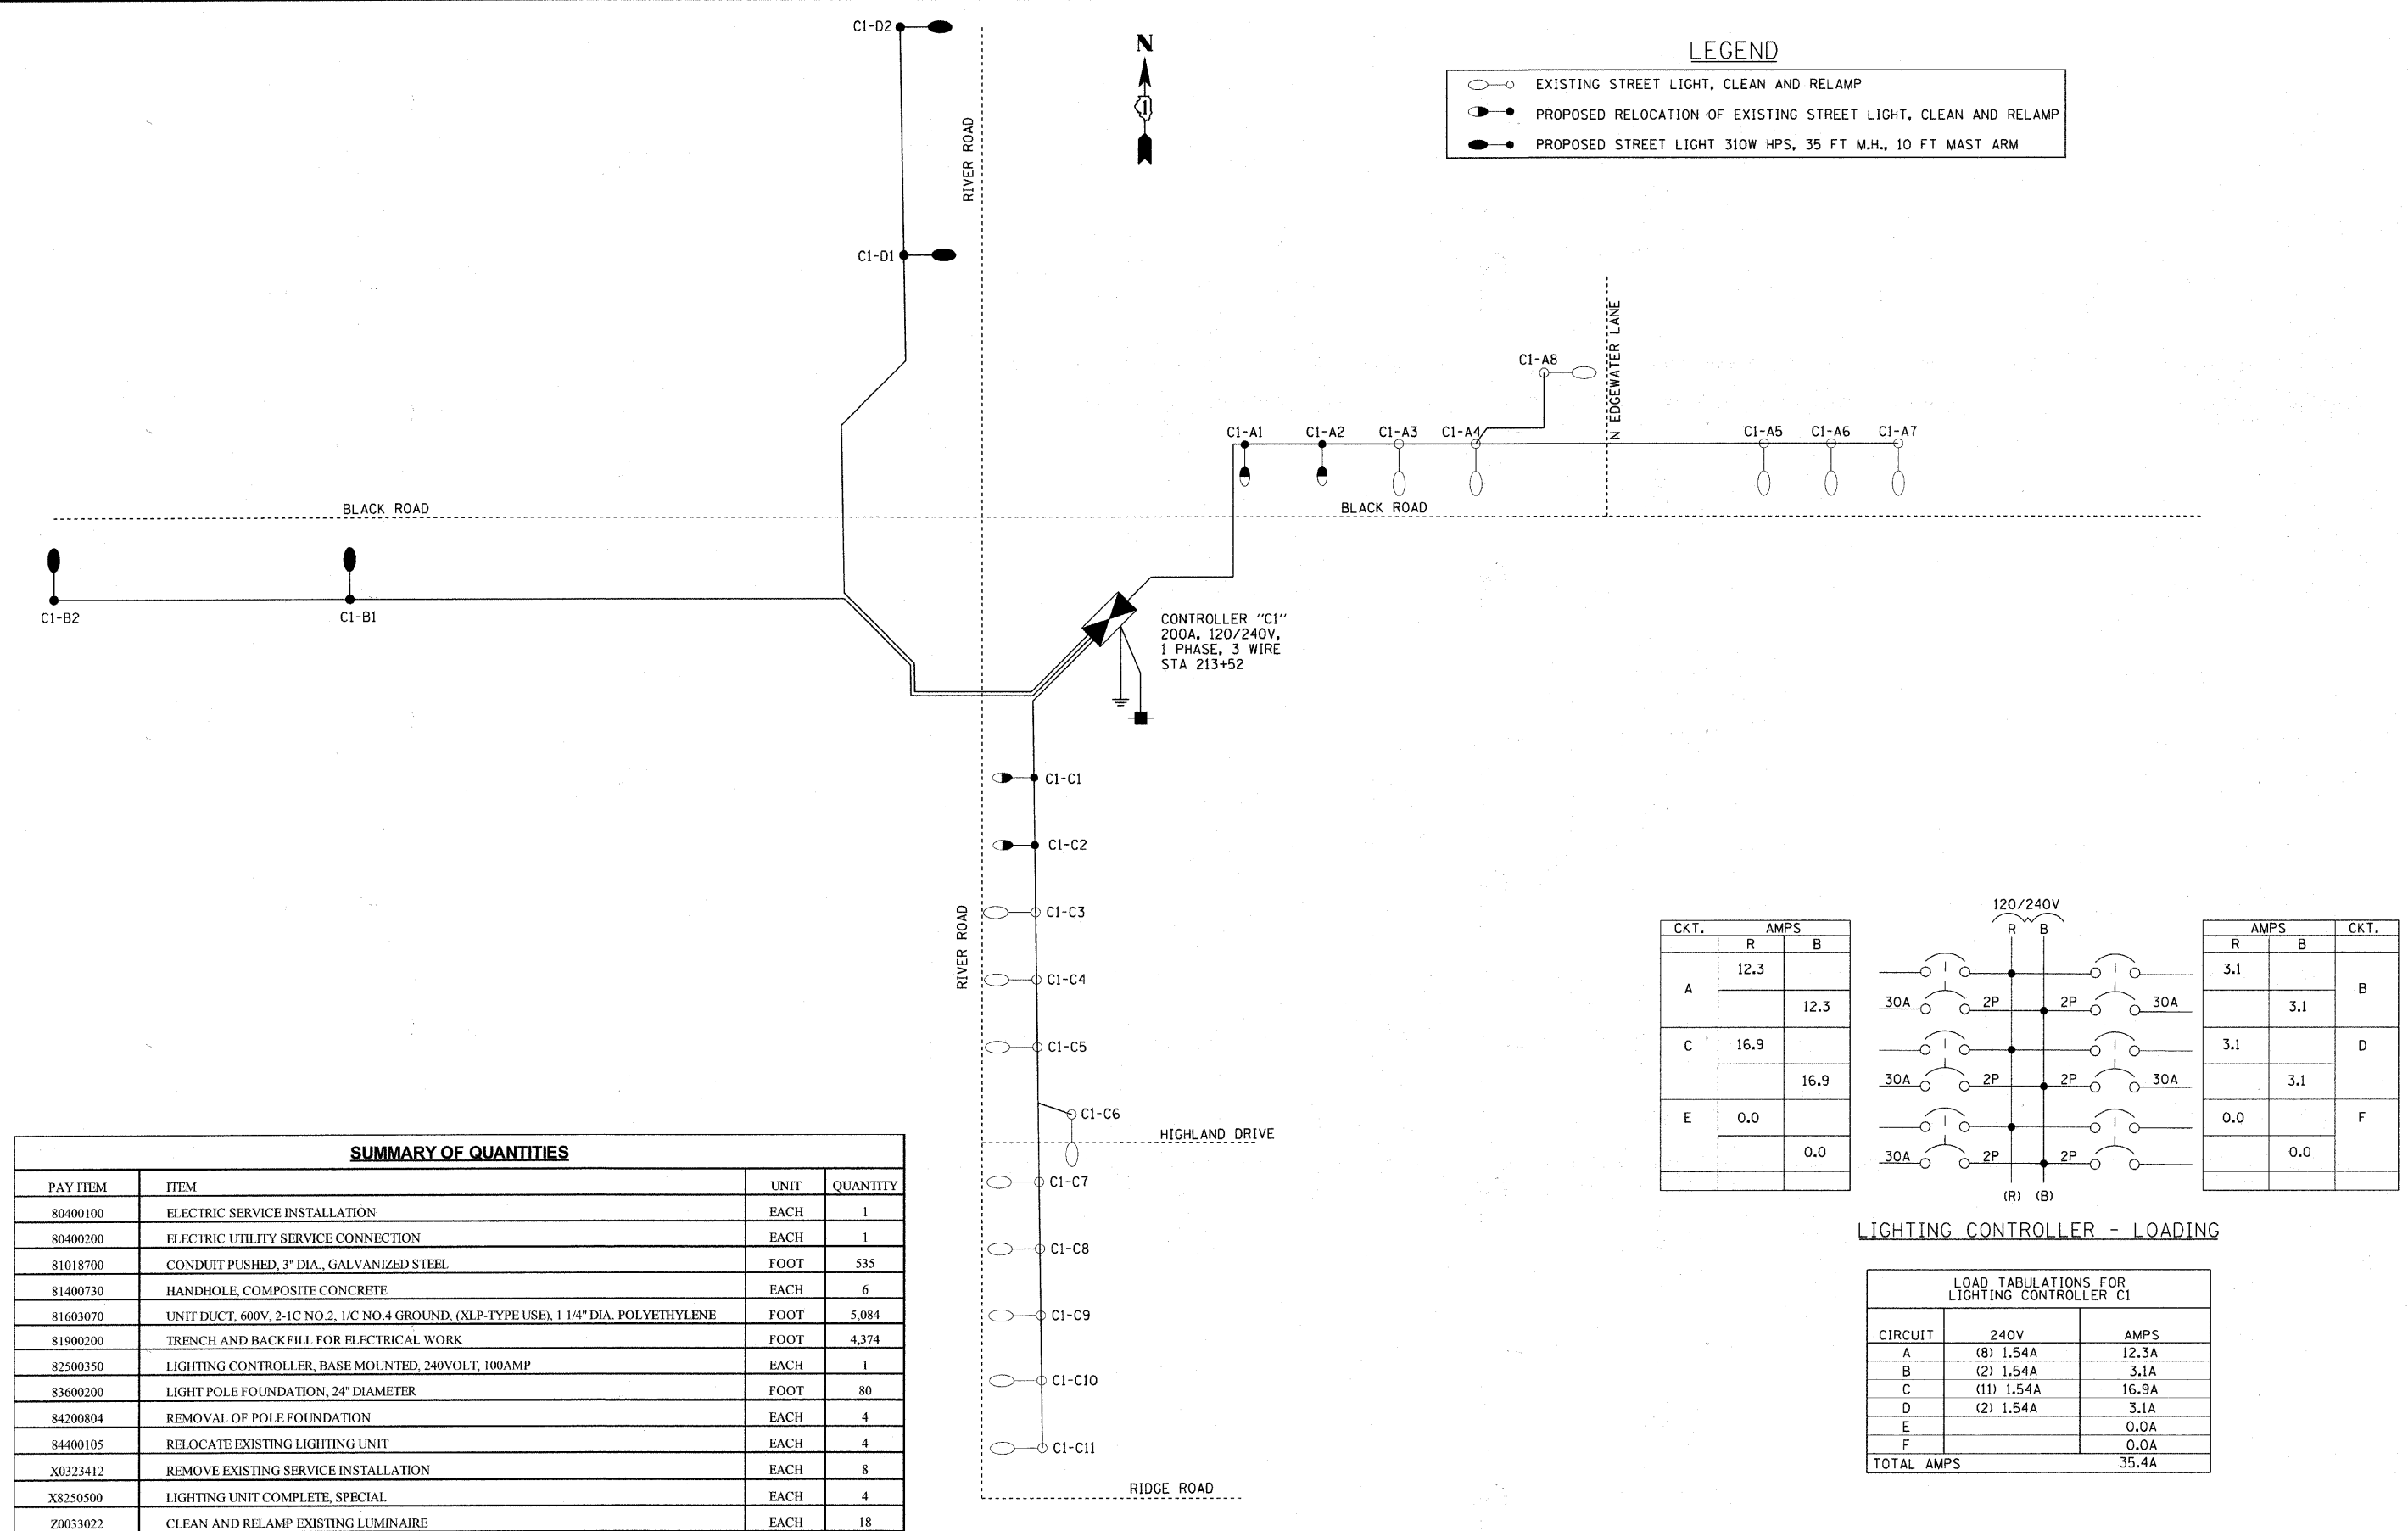 C1-D2
N
1
RIVER ROAD
C1-D1
LEGEND
EXISTING STREET LIGHT, CLEAN AND RELAMP
PROPOSED RELOCATION OF EXISTING STREET LIGHT, CLEAN AND RELAMP
PROPOSED STREET LIGHT 310W HPS, 35 FT M.H., 10 FT MAST ARM
N EDGEWATER LANE
C1-A8
C1-A1 C1-A2 C1-A3 C1-A4 C1-A5 C1-A6 C1-A7
BLACK ROAD
BLACK ROAD
C1-B2
C1-B1
CONTROLLER "C1"
200A, 120/240V,
1 PHASE, 3 WIRE
STA 213+52
C1-C1
C1-C2
C1-C3
RIVER ROAD
C1-C4
C1-C5
C1-C6
HIGHLAND DRIVE
C1-C7
C1-C8
C1-C9
C1-C10
C1-C11
RIDGE ROAD
SUMMARY OF QUANTITIES
PAY ITEM ITEM UNIT QUANTITY
80400100 ELECTRIC SERVICE INSTALLATION EACH 1
80400200 ELECTRIC UTILITY SERVICE CONNECTION EACH 1
81018700 CONDUIT PUSHED, 3" DIA., GALVANIZED STEEL FOOT 535
81400730 HANDHOLE, COMPOSITE CONCRETE EACH 6
81603070 UNIT DUCT, 600V, 2-1C NO.2, 1/C NO.4 GROUND, (XLP-TYPE USE), 1 1/4" DIA. POLYETHYLENE FOOT 5,084
81900200 TRENCH AND BACKFILL FOR ELECTRICAL WORK FOOT 4,374
82500350 LIGHTING CONTROLLER, BASE MOUNTED, 240VOLT, 100AMP EACH 1
83600200 LIGHT POLE FOUNDATION, 24" DIAMETER FOOT 80
84200804 REMOVAL OF POLE FOUNDATION EACH 4
84400105 RELOCATE EXISTING LIGHTING UNIT EACH 4
X0323412 REMOVE EXISTING SERVICE INSTALLATION EACH 8
X8250500 LIGHTING UNIT COMPLETE, SPECIAL EACH 4
Z0033022 CLEAN AND RELAMP EXISTING LUMINAIRE EACH 18
120/240V
CKT. AMPS R B AMPS CKT.
R B R B
12.3 3.1
A B
12.3 30A 2P 2P 30A 3.1
C 16.9 3.1 D
16.9 30A 2P 2P 30A 3.1
E 0.0 0.0 F
0.0 30A 2P 2P 0.0
(R) (B)
LIGHTING CONTROLLER - LOADING
LOAD TABULATIONS FOR
LIGHTING CONTROLLER C1
CIRCUIT 240V AMPS
A (8) 1.54A 12.3A
B (2) 1.54A 3.1A
C (11) 1.54A 16.9A
D (2) 1.54A 3.1A
E 0.0A
F 0.0A
TOTAL AMPS 35.4A